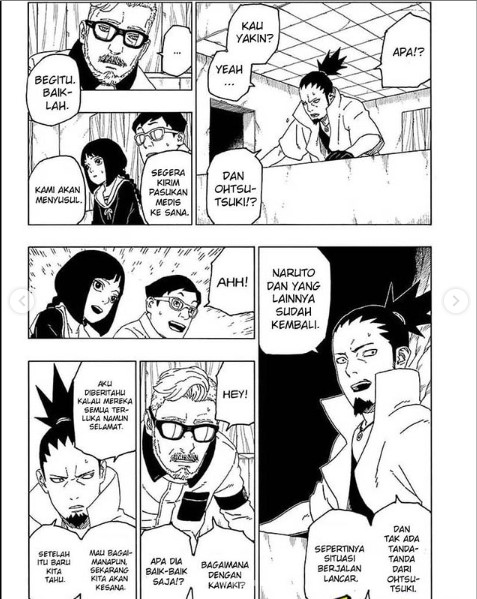 APA!?
KAU
YAKIN?
YEAH
...
DAN
OHTSU-
TSUKI!?
...
BEGITU.
BAIK-
LAH.
SEGERA
KIRIM
PASUKAN
MEDIS
KE SANA.
KAMI AKAN
MENYUSUL.
NARUTO
DAN YANG
LAINNYA
SUDAH
KEMBALI.
DAN
TAK ADA
TANDA-
TANDA
DARI
OHTSU-
TSUKI.
SEPERTINYA
SITUASI
BERJALAN
LANCAR.
AHH!
HEY!
BAGAIMANA
DENGAN
KAWAKI?
APA DIA
BAIK-BAIK
SAJA!?
AKU
DIBERITAHU
KALAU MEREKA
SEMUA TER-
LUKA NAMUN
SELAMAT.
MAU BAGAI-
MANAPUN,
SEKARANG
KITA AKAN
KESANA.
SETELAH
ITU BARU
KITA
TAHU.